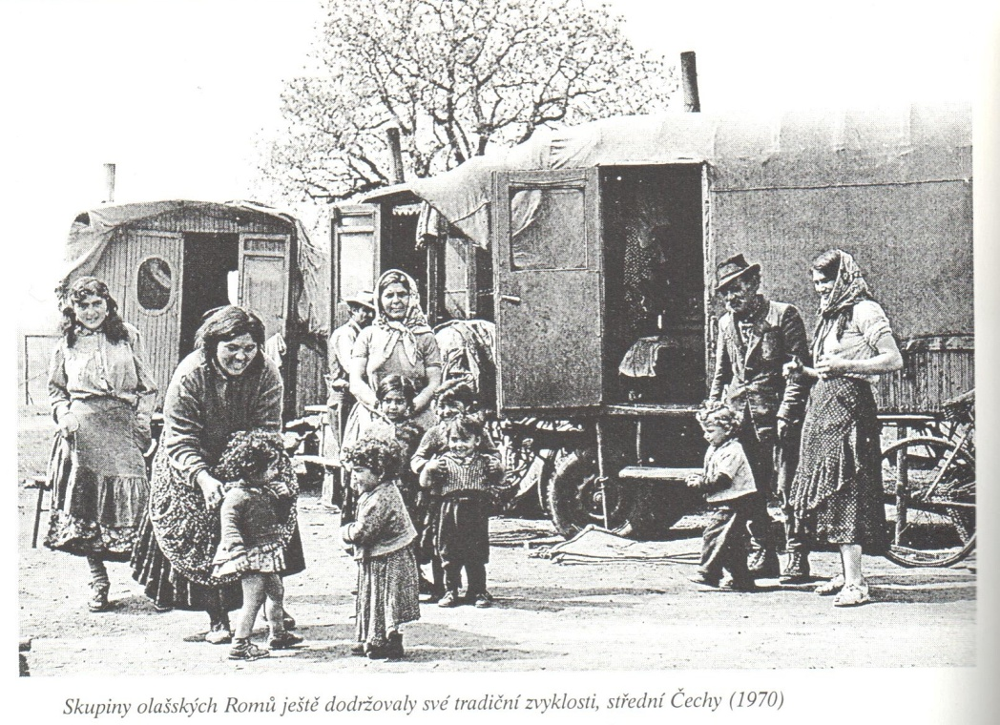 Skupiny olašských Romů ještě dodržovaly své tradiční zvyklosti, střední Čechy (1970)